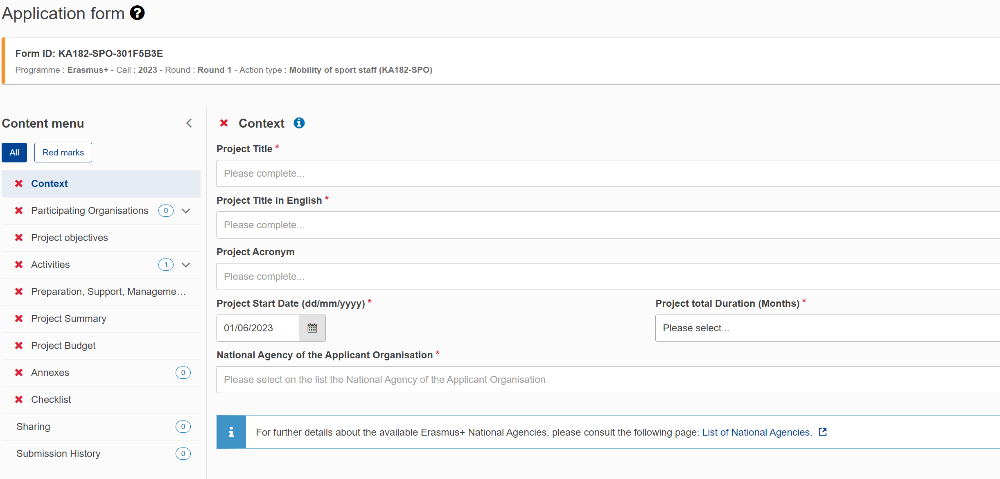 Application form
Form ID: KA182-SPO-301F5B3E
Programme : Erasmus+ - Call : 2023 - Round : Round 1 - Action type : Mobility of sport staff (KA182-SPO)
Content menu
All
Red marks
Context
Participating Organisations 0
Project objectives
Activities 1
Preparation, Support, Manageme…
Project Summary
Project Budget
Annexes 0
Checklist
Sharing 0
Submission History 0
Context
Project Title *
Please complete...
Project Title in English *
Please complete...
Project Acronym
Please complete...
Project Start Date (dd/mm/yyyy) *
01/06/2023
Project total Duration (Months) *
Please select...
National Agency of the Applicant Organisation *
Please select on the list the National Agency of the Applicant Organisation
For further details about the available Erasmus+ National Agencies, please consult the following page: List of National Agencies.